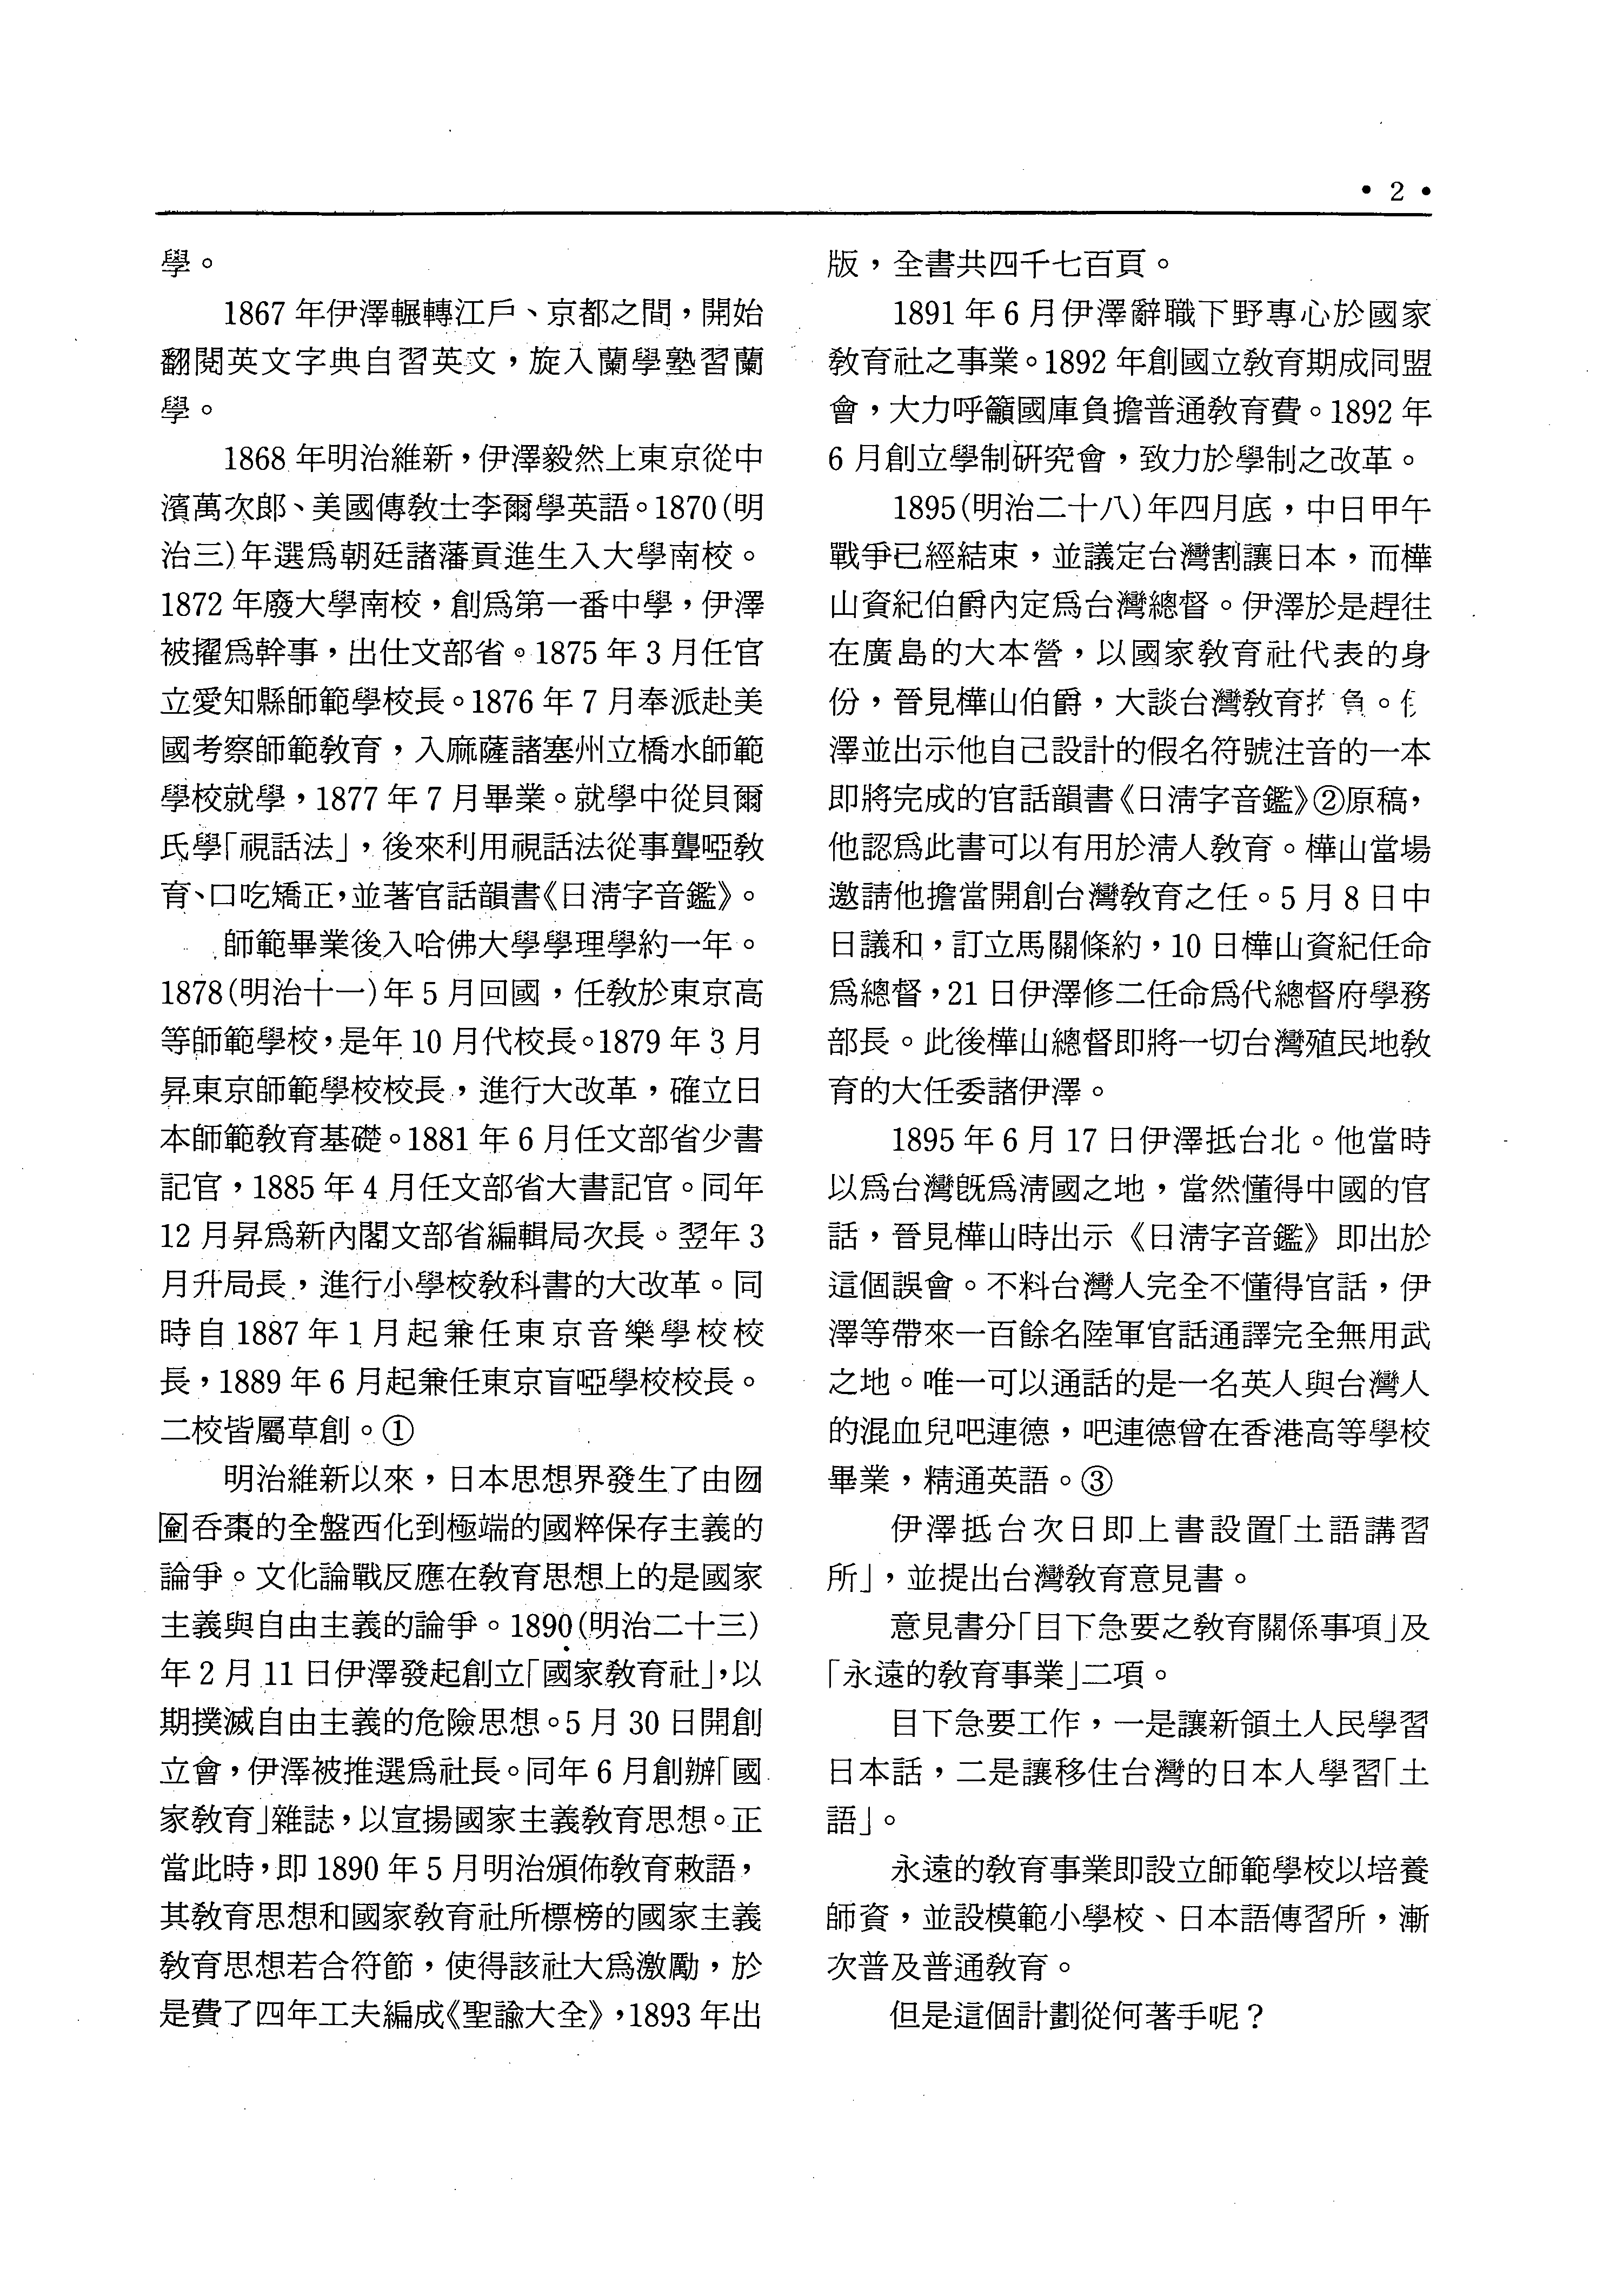 • 2 •
學。
1867 年伊澤輾轉江戶、京都之間，開始
翻閱英文字典自習英文，旋入蘭學塾習蘭
學。
1868 年明治維新，伊澤毅然上東京從中
濱萬次郎、美國傳教士李爾學英語。1870(明
治三)年選爲朝廷諸藩貢進生入大學南校。
1872 年廢大學南校，創爲第一番中學，伊澤
被擢爲幹事，出仕文部省。1875 年 3 月任官
立愛知縣師範學校長。1876 年 7 月奉派赴美
國考察師範教育，入麻薩諸塞州立橋水師範
學校就學，1877 年 7 月畢業。就學中從貝爾
氏學「視話法」，後來利用視話法從事聾啞教
育、口吃矯正，並著官話韻書《日清字音鑑》。
師範畢業後入哈佛大學學理學約一年。
1878(明治十一)年 5 月回國，任教於東京高
等師範學校，是年 10 月代校長。1879 年 3 月
昇東京師範學校校長，進行大改革，確立日
本師範教育基礎。1881 年 6 月任文部省少書
記官，1885 年 4 月任文部省大書記官。同年
12 月昇爲新內閣文部省編輯局次長。翌年 3
月升局長，進行小學校教科書的大改革。同
時自 1887 年 1 月起兼任東京音樂學校校
長，1889 年 6 月起兼任東京盲啞學校校長。
二校皆屬草創。①
明治維新以來，日本思想界發生了由囫
圇吞棗的全盤西化到極端的國粹保存主義的
論爭。文化論戰反應在教育思想上的是國家
主義與自由主義的論爭。1890(明治二十三)
年 2 月 11 日伊澤發起創立「國家教育社」，以
期撲滅自由主義的危險思想。5 月 30 日開創
立會，伊澤被推選爲社長。同年 6 月創辦「國
家教育」雜誌，以宣揚國家主義教育思想。正
當此時，即 1890 年 5 月明治頒佈教育敕語，
其教育思想和國家教育社所標榜的國家主義
教育思想若合符節，使得該社大爲激勵，於
是費了四年工夫編成《聖諭大全》，1893 年出
版，全書共四千七百頁。
1891 年 6 月伊澤辭職下野專心於國家
教育社之事業。1892 年創國立教育期成同盟
會，大力呼籲國庫負擔普通教育費。1892 年
6 月創立學制研究會，致力於學制之改革。
1895(明治二十八)年四月底，中日甲午
戰爭已經結束，並議定台灣割讓日本，而樺
山資紀伯爵內定爲台灣總督。伊澤於是趕往
在廣島的大本營，以國家教育社代表的身
份，晉見樺山伯爵，大談台灣教育負。
澤並出示他自己設計的假名符號注音的一本
即將完成的官話韻書《日清字音鑑》②原稿，
他認爲此書可以有用於清人教育。樺山當場
邀請他擔當開創台灣教育之任。5 月 8 日中
日議和，訂立馬關條約，10 日樺山資紀任命
爲總督，21 日伊澤修二任命爲代總督府學務
部長。此後樺山總督即將一切台灣殖民地教
育的大任委諸伊澤。
1895 年 6 月 17 日伊澤抵台北。他當時
以爲台灣既爲清國之地，當然懂得中國的官
話，晉見樺山時出示《日清字音鑑》即出於
這個誤會。不料台灣人完全不懂得官話，伊
澤等帶來一百餘名陸軍官話通譯完全無用武
之地。唯一可以通話的是一名英人與台灣人
的混血兒吧連德，吧連德曾在香港高等學校
畢業，精通英語。③
伊澤抵台次日即上書設置「土語講習
所」，並提出台灣教育意見書。
意見書分「目下急要之教育關係事項」及
「永遠的教育事業」二項。
目下急要工作，一是讓新領土人民學習
日本話，二是讓移住台灣的日本人學習「土
語」。
永遠的教育事業即設立師範學校以培養
師資，並設模範小學校、日本語傳習所，漸
次普及普通教育。
但是這個計劃從何著手呢？